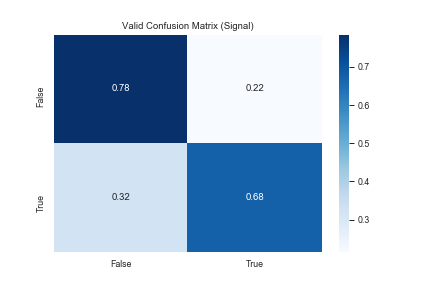 Valid Confusion Matrix (Signal)
False
0.78
0.22
True
0.32
0.68
False
True
0.7
0.6
0.5
0.4
0.3